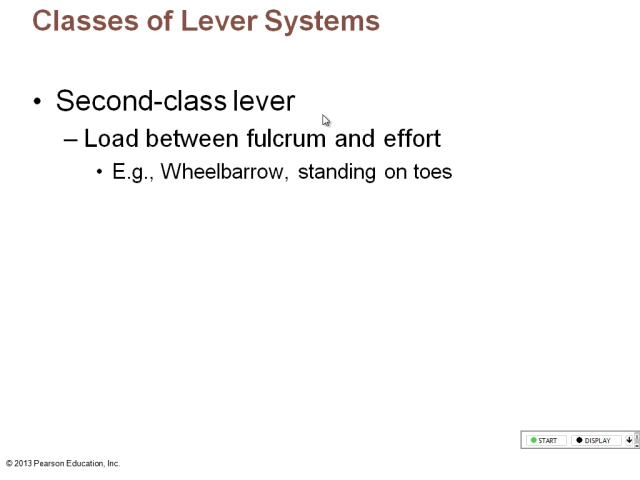 Classes of Lever Systems
• Second-class lever
– Load between fulcrum and effort
• E.g., Wheelbarrow, standing on toes
START DISPLAY
© 2013 Pearson Education, Inc.